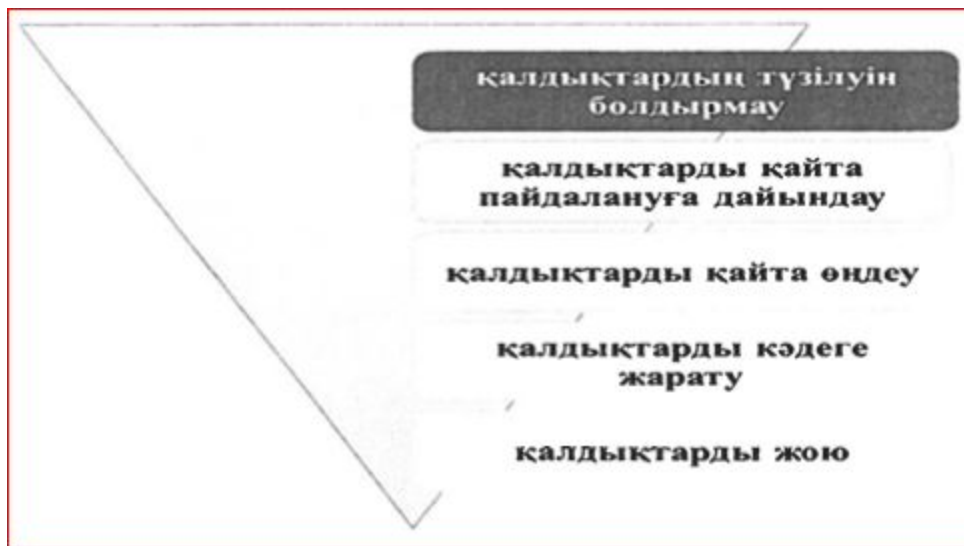 қалдықтардың түзілуін
болдырмау
қалдықтарды қайта
пайдалануға дайындау
қалдықтарды қайта өңдеу
қалдықтарды кәдеге
жарату
қалдықтарды жою